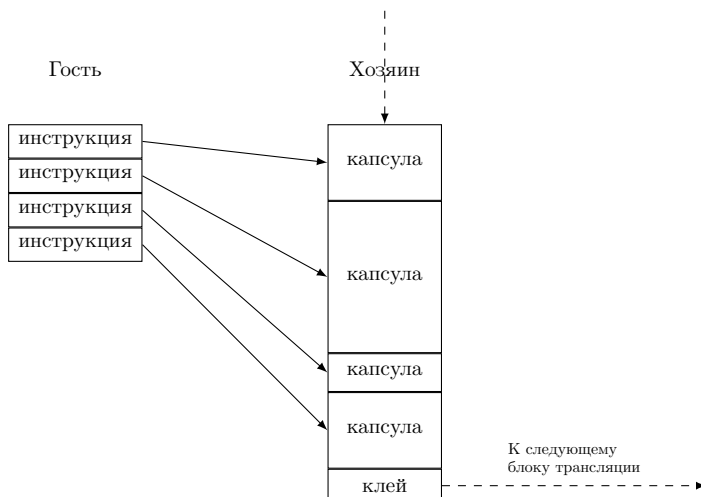 Гость
Хозяин
инструкция
инструкция
инструкция
инструкция
капсула
капсула
капсула
капсула
клей
К следующему
блоку трансляции